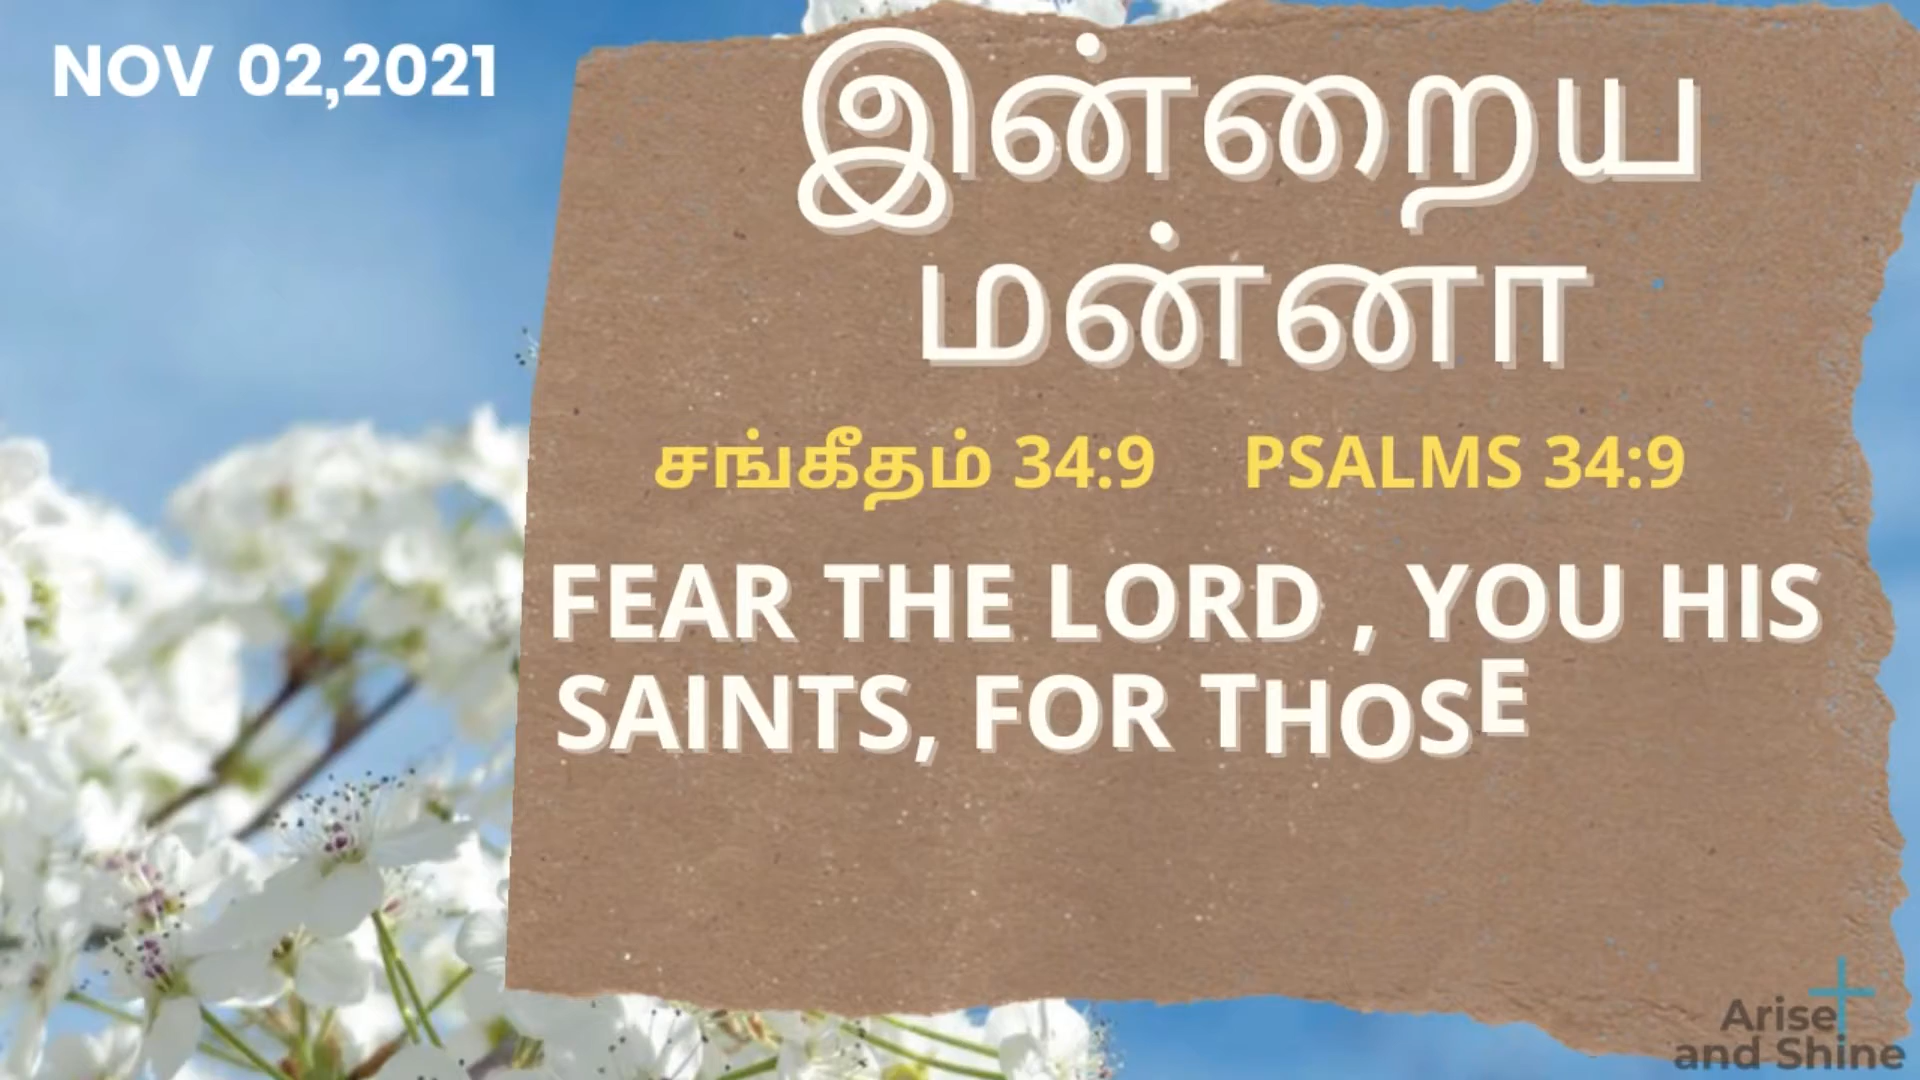 NOV 02,2021
இன்றைய
மன்னா
சங்கீதம் 34:9 PSALMS 34:9
FEAR THE LORD , YOU HIS
SAINTS, FOR THOSE
Arise
and Shine